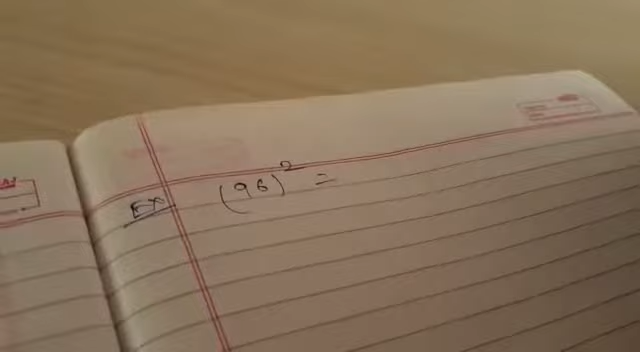 Ex (96)² =